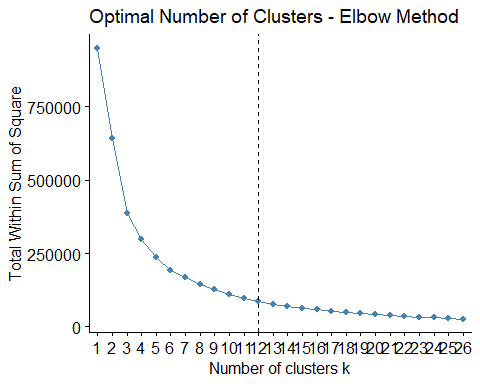 Optimal Number of Clusters - Elbow Method
Total Within Sum of Square
750000
500000
250000
0
1 2 3 4 5 6 7 8 9 10 11 12 13 14 15 16 17 18 19 20 21 22 23 24 25 26
Number of clusters k